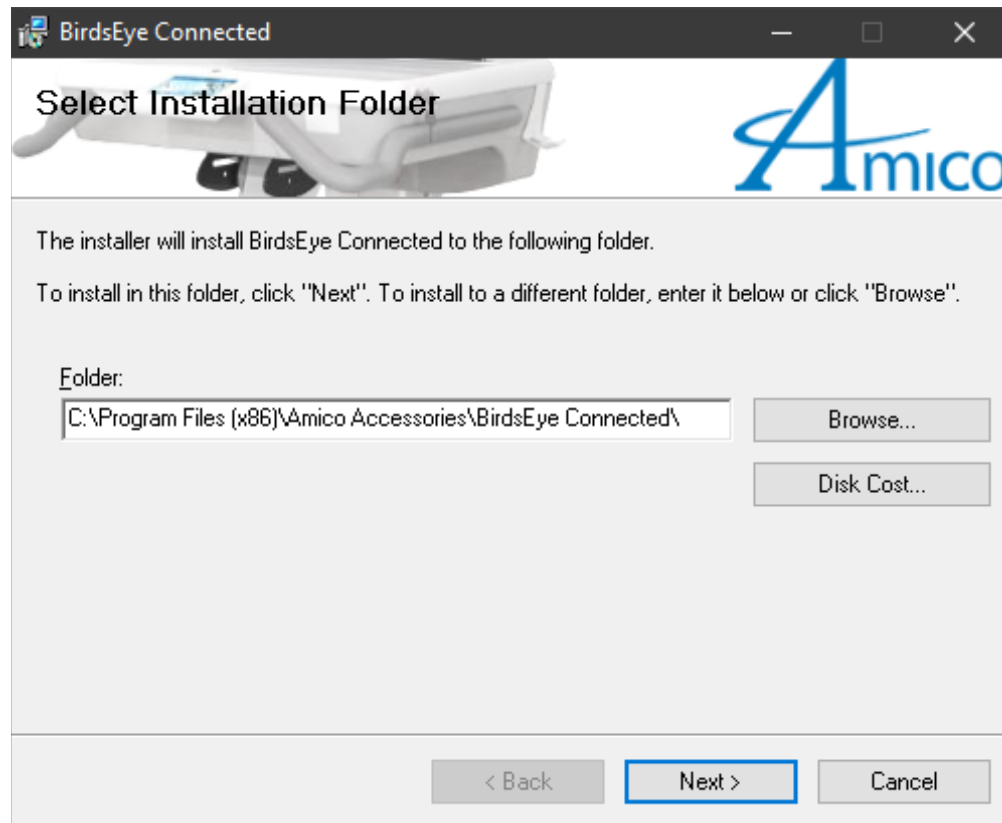 BirdsEye Connected
Select Installation Folder
Amico
The installer will install BirdsEye Connected to the following folder.
To install in this folder, click "Next". To install to a different folder, enter it below or click "Browse".
Folder:
C:\Program Files (x86)\Amico Accessories\BirdsEye Connected\
Browse...
Disk Cost...
< Back
Next >
Cancel